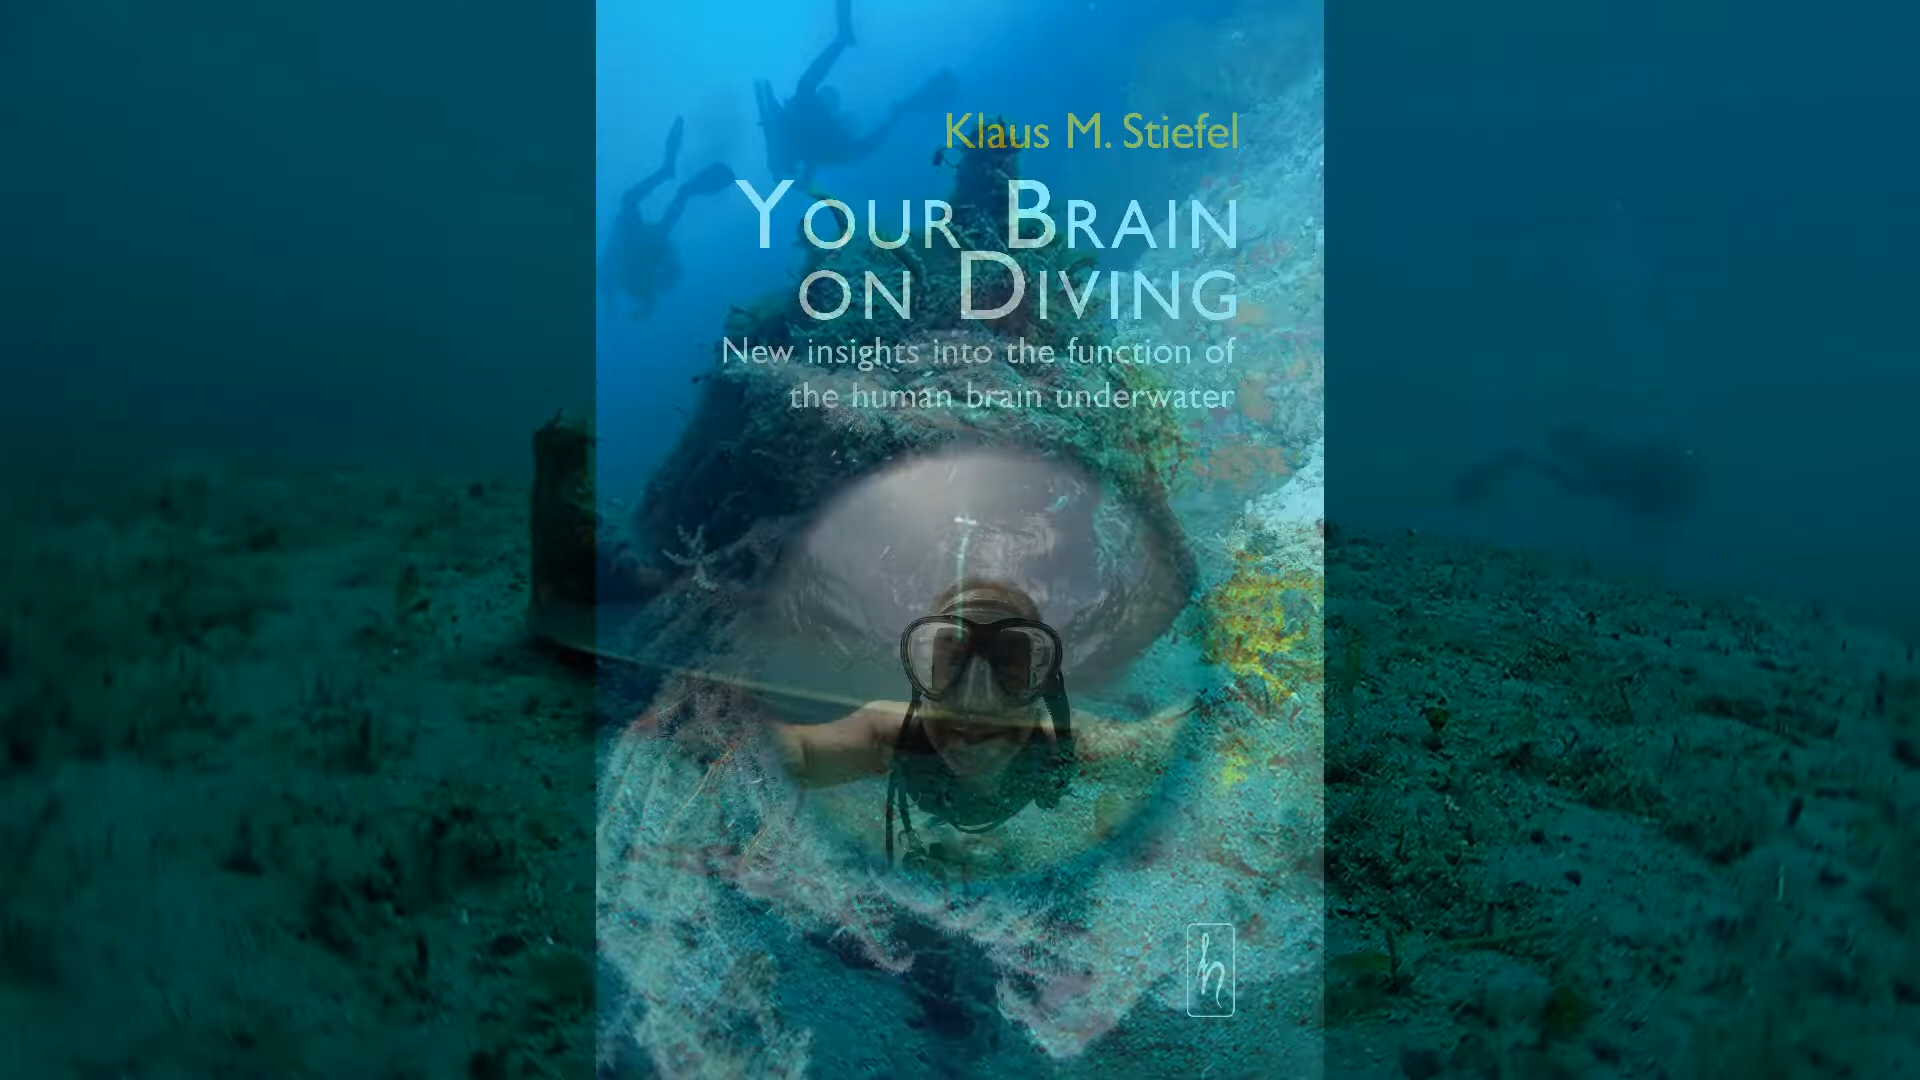 Klaus M. Stiefel
YOUR BRAIN
ON DIVING
New insights into the function of
the human brain underwater
h